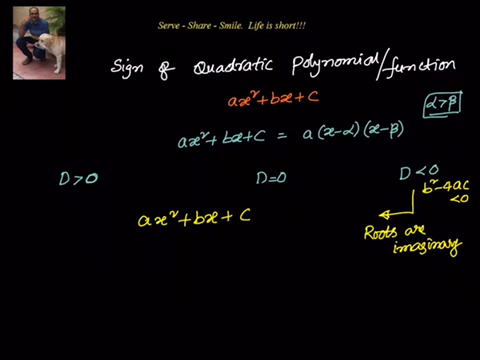 Serve - Share - Smile. Life is short!!!
Sign of Quadratic Polynomial/function
ax²+bx+c
α>β
ax²+bx+c = a(x-α)(x-β)
D>0 D=0 D<0
b²-4ac
<0
ax²+bx+c
Roots are
imaginary